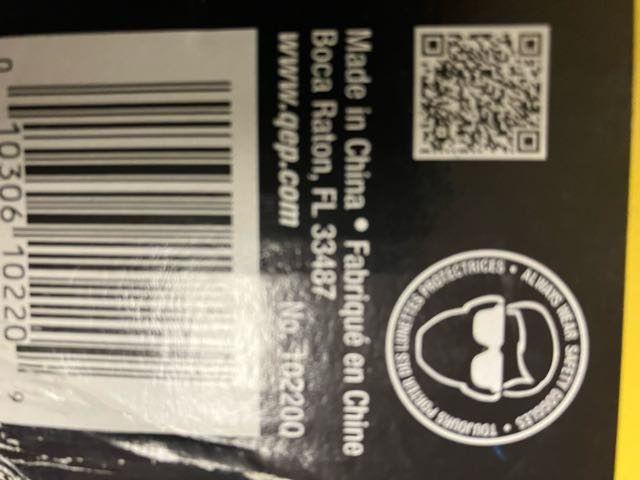 Made in China • Fabriqué en Chine
Boca Raton, FL 33487
www.qep.com
No. 10220Q
0 10306 10220 9
ALWAYS WEAR SAFETY GOGGLES • TOUJOURS PORTER DES LUNETTES PROTECTRICES •